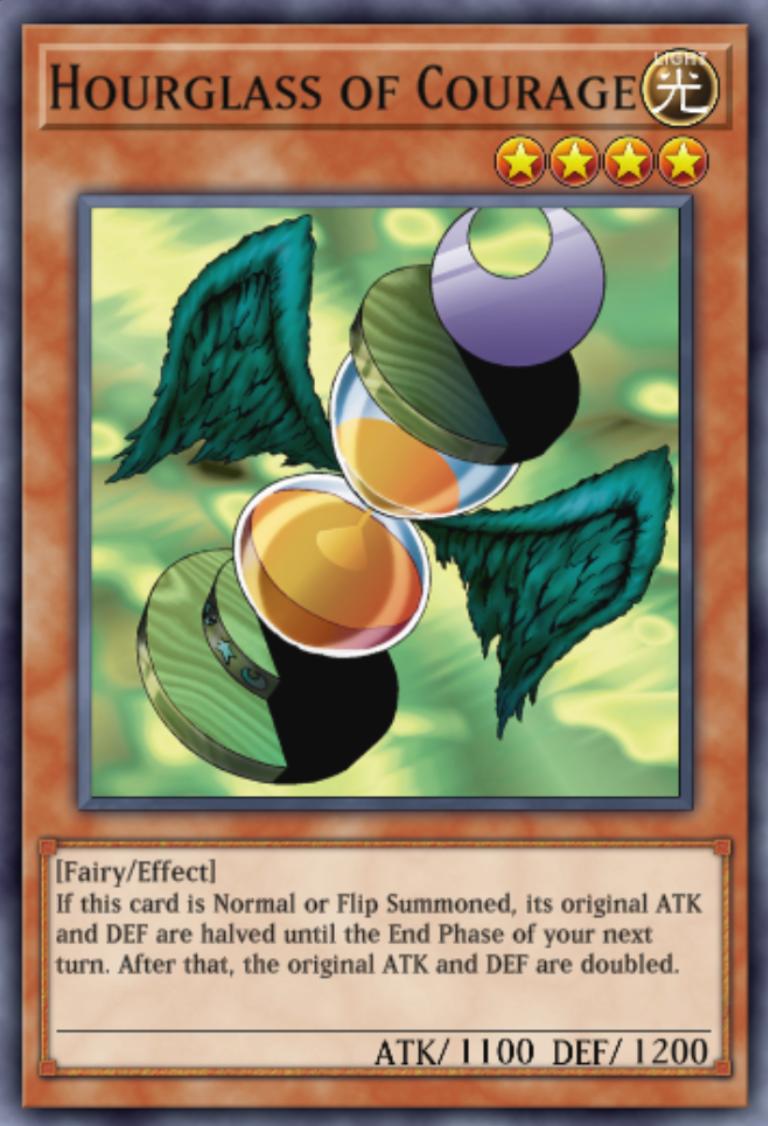 Hourglass of Courage
LIGHT
光
[Fairy/Effect]
If this card is Normal or Flip Summoned, its original ATK
and DEF are halved until the End Phase of your next
turn. After that, the original ATK and DEF are doubled.
ATK/ 1100 DEF/ 1200